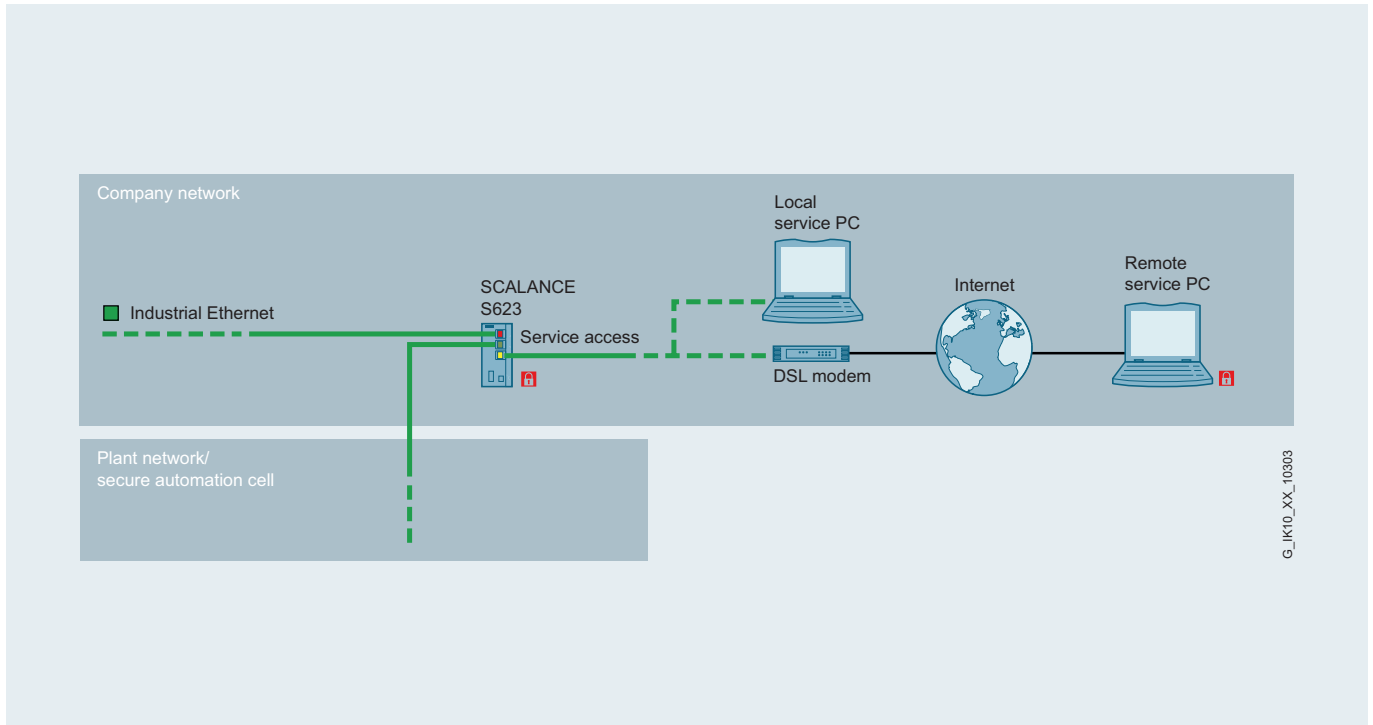 Company network
Local
service PC
Remote
service PC
Internet
SCALANCE
S623
Industrial Ethernet
Service access
DSL modem
Plant network/
secure automation cell
G_IK10_XX_10303